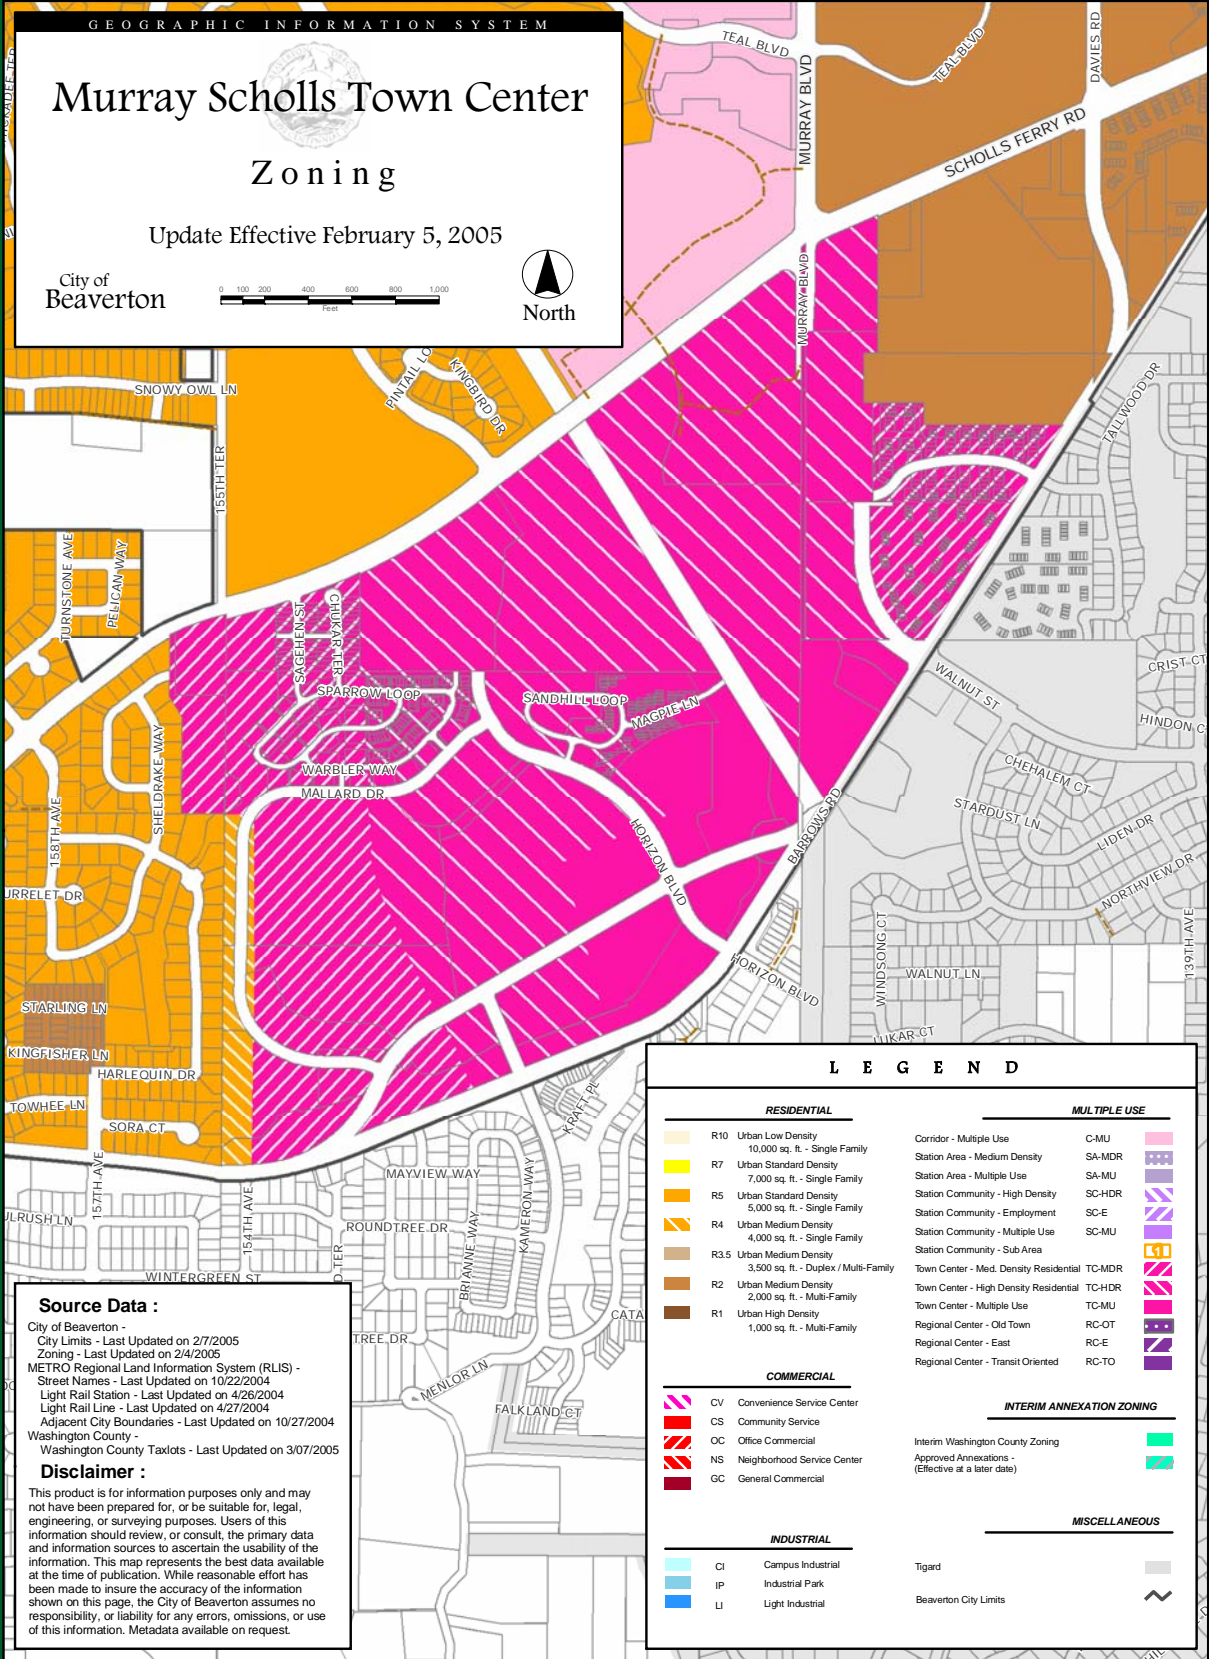 GEOGRAPHIC INFORMATION SYSTEM
Murray Scholls Town Center
Zoning
Update Effective February 5, 2005
City of
Beaverton
0 100 200 400 600 800 1,000
Feet
North
TEAL BLVD
TEAL BLVD
MURRAY BLVD
DAVIES RD
SCHOLLS FERRY RD
MURRAY BLVD
SNOWY OWL LN
PINTAIL LO
KINGBIRD DR
155TH TER
TALLWOOD DR
TURNSTONE AVE
PELICAN WAY
SAGEHEN ST
CHUKAR TER
SPARROW LOOP
SANDHILL LOOP
MAGPIE LN
WALNUT ST
CRIST CT
HINDON C
SHELDRAKE WAY
WARBLER WAY
MALLARD DR
CHEHALEM CT
STARDUST LN
LIDEN DR
NORTHVIEW DR
158TH AVE
HORIZON BLVD
BARROWS RD
URRELET DR
WINDSONG CT
WALNUT LN
139TH AVE
HORIZON BLVD
STARLING LN
LUKAR CT
KINGFISHER LN
HARLEQUIN DR
TOWHEE LN
SORA CT
KRAFT PL
157TH AVE
MAYVIEW WAY
ULRUSH LN
154TH AVE
ROUNDTREE DR
BRIANNE WAY
KAMERON WAY
WINTERGREEN ST
D TER
TREE DR
CATA
MENLOR LN
FALKLAND CT
LEGEND
RESIDENTIAL
R10 Urban Low Density
10,000 sq. ft. - Single Family
R7 Urban Standard Density
7,000 sq. ft. - Single Family
R5 Urban Standard Density
5,000 sq. ft. - Single Family
R4 Urban Medium Density
4,000 sq. ft. - Single Family
R3.5 Urban Medium Density
3,500 sq. ft. - Duplex / Multi-Family
R2 Urban Medium Density
2,000 sq. ft. - Multi-Family
R1 Urban High Density
1,000 sq. ft. - Multi-Family
COMMERCIAL
CV Convenience Service Center
CS Community Service
OC Office Commercial
NS Neighborhood Service Center
GC General Commercial
INDUSTRIAL
CI Campus Industrial
IP Industrial Park
LI Light Industrial
MULTIPLE USE
Corridor - Multiple Use C-MU
Station Area - Medium Density SA-MDR
Station Area - Multiple Use SA-MU
Station Community - High Density SC-HDR
Station Community - Employment SC-E
Station Community - Multiple Use SC-MU
Station Community - Sub Area 1
Town Center - Med. Density Residential TC-MDR
Town Center - High Density Residential TC-HDR
Town Center - Multiple Use TC-MU
Regional Center - Old Town RC-OT
Regional Center - East RC-E
Regional Center - Transit Oriented RC-TO
INTERIM ANNEXATION ZONING
Interim Washington County Zoning
Approved Annexations -
(Effective at a later date)
MISCELLANEOUS
Tigard
Beaverton City Limits
Source Data :
City of Beaverton -
City Limits - Last Updated on 2/7/2005
Zoning - Last Updated on 2/4/2005
METRO Regional Land Information System (RLIS) -
Street Names - Last Updated on 10/22/2004
Light Rail Station - Last Updated on 4/26/2004
Light Rail Line - Last Updated on 4/27/2004
Adjacent City Boundaries - Last Updated on 10/27/2004
Washington County -
Washington County Taxlots - Last Updated on 3/07/2005
Disclaimer :
This product is for information purposes only and may
not have been prepared for, or be suitable for, legal,
engineering, or surveying purposes. Users of this
information should review, or consult, the primary data
and information sources to ascertain the usability of the
information. This map represents the best data available
at the time of publication. While reasonable effort has
been made to insure the accuracy of the information
shown on this page, the City of Beaverton assumes no
responsibility, or liability for any errors, omissions, or use
of this information. Metadata available on request.